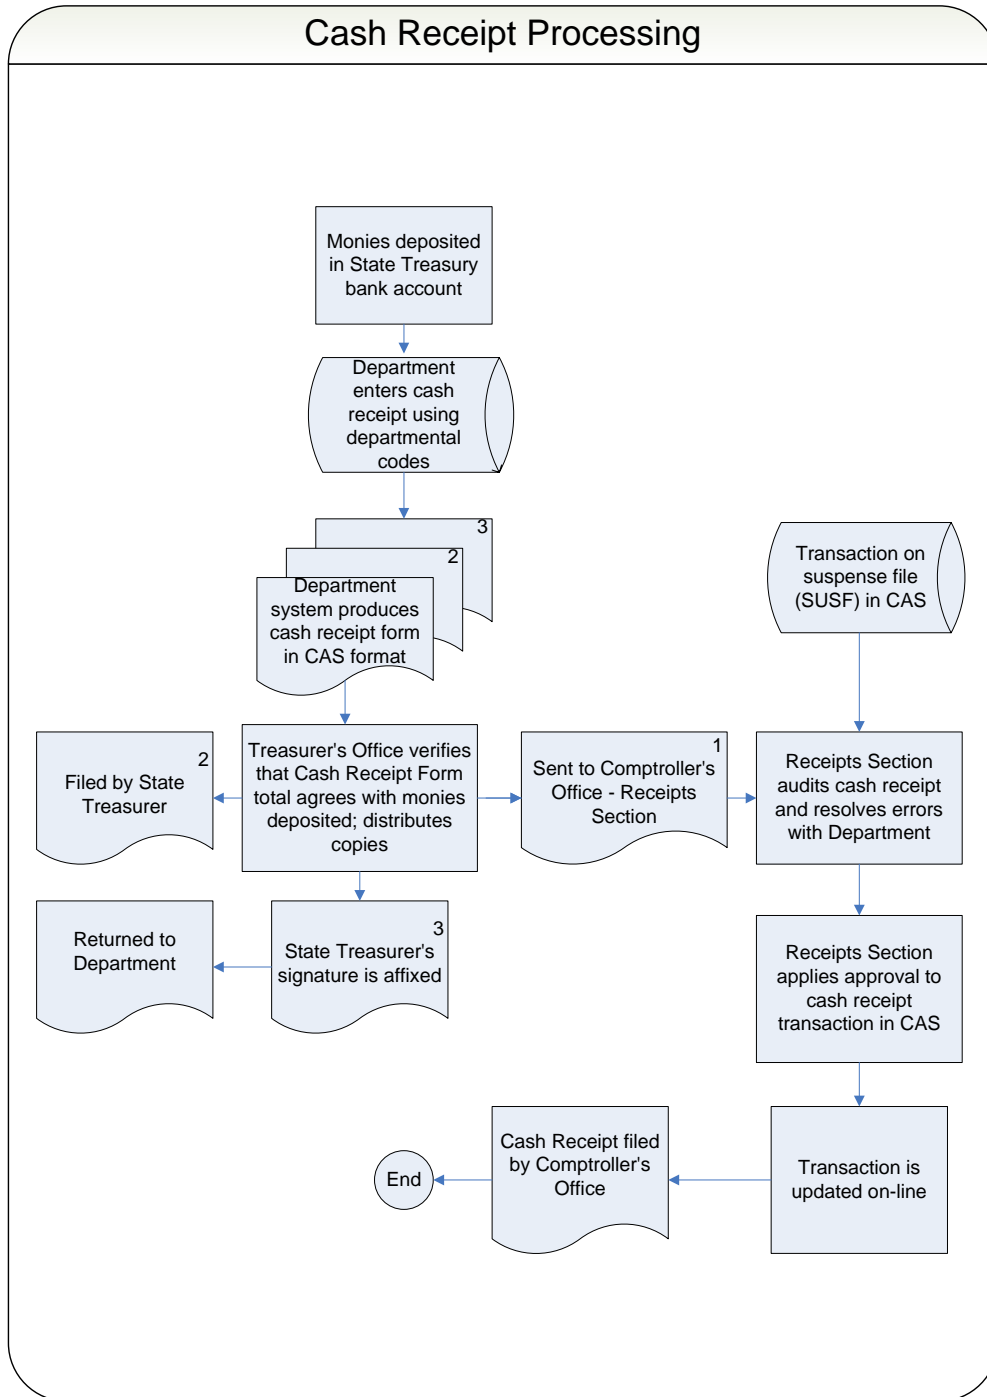 Cash Receipt Processing
Monies deposited
in State Treasury
bank account
Department
enters cash
receipt using
departmental
codes
3
2
Department
system produces
cash receipt form
in CAS format
Transaction on
suspense file
(SUSF) in CAS
2
Filed by State
Treasurer
Treasurer's Office verifies
that Cash Receipt Form
total agrees with monies
deposited; distributes
copies
1
Sent to Comptroller's
Office - Receipts
Section
Receipts Section
audits cash receipt
and resolves errors
with Department
Returned to
Department
3
State Treasurer's
signature is affixed
Receipts Section
applies approval to
cash receipt
transaction in CAS
End
Cash Receipt filed
by Comptroller's
Office
Transaction is
updated on-line